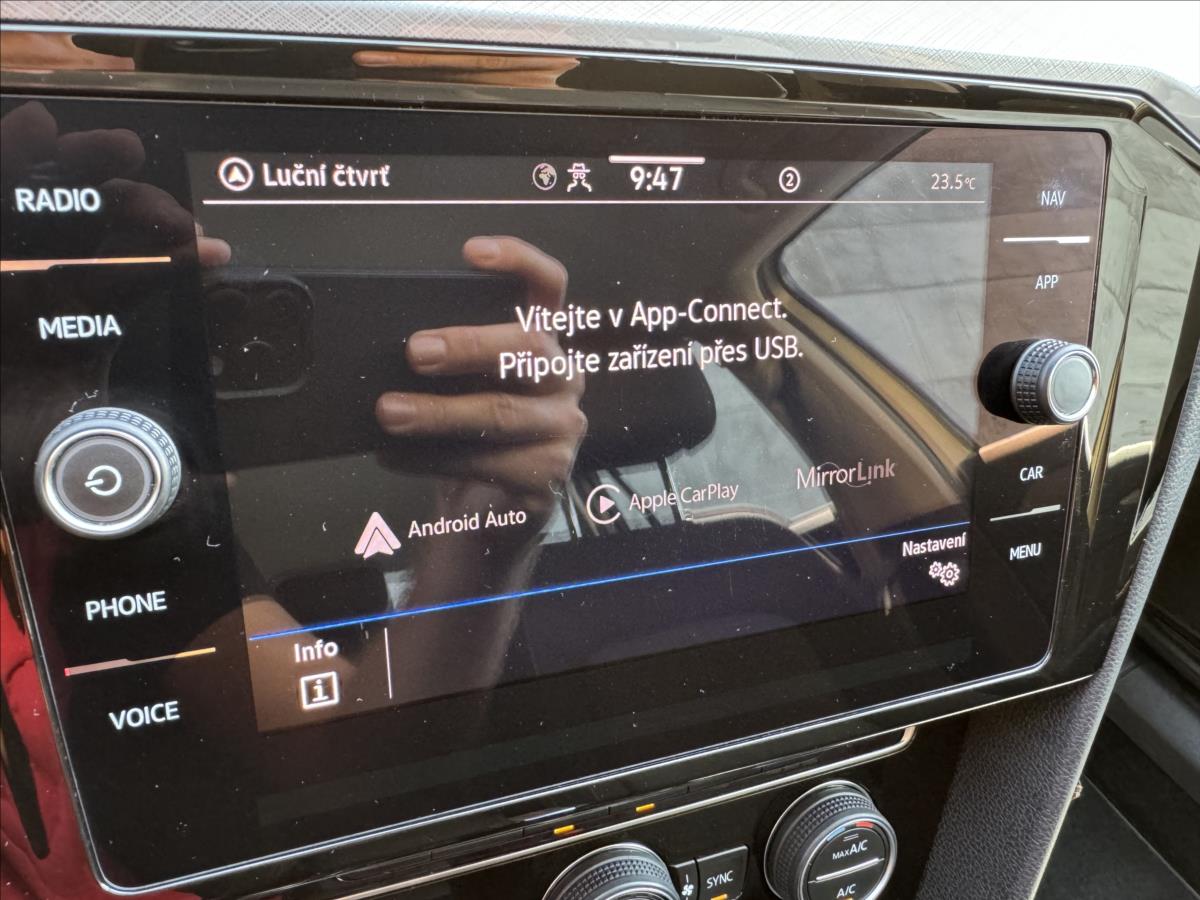 RADIO
MEDIA
PHONE
VOICE
Luční čtvrť
9:47
2
23.5°C
Vítejte v App-Connect.
Připojte zařízení přes USB.
Android Auto
Apple CarPlay
MirrorLink
Nastavení
Info
i
NAV
APP
CAR
MENU
SYNC
MAX A/C
A/C